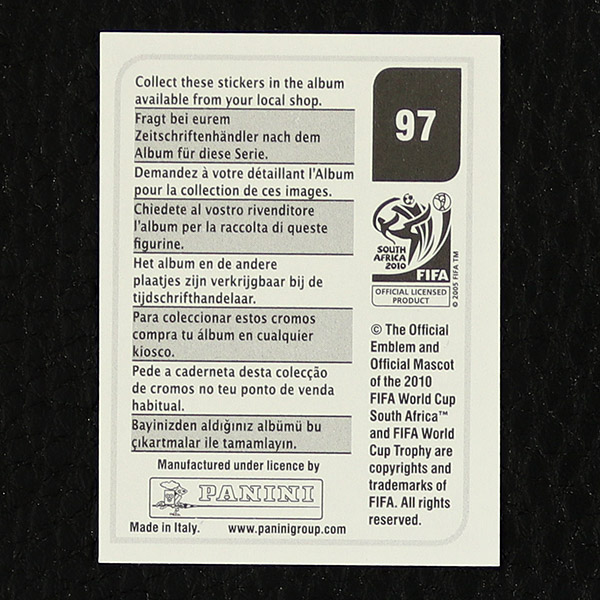 Collect these stickers in the album
available from your local shop.
Fragt bei eurem
Zeitschriftenhändler nach dem
Album für diese Serie.
Demandez à votre détaillant l'Album
pour la collection de ces images.
Chiedete al vostro rivenditore
l'album per la raccolta di queste
figurine.
Het album en de andere
plaatjes zijn verkrijgbaar bij de
tijdschrifthandelaar.
Para coleccionar estos cromos
compra tu álbum en cualquier
kiosco.
Pede a caderneta desta colecção
de cromos no teu ponto de venda
habitual.
Bayinizden aldığınız albümü bu
çıkartmalar ile tamamlayın.
Manufactured under licence by
PANINI
Made in Italy. www.paninigroup.com
97
SOUTH
AFRICA
2010
FIFA
OFFICIAL LICENSED
PRODUCT
© 2005 FIFA TM
© The Official
Emblem and
Official Mascot
of the 2010
FIFA World Cup
South Africa™
and FIFA World
Cup Trophy are
copyrights and
trademarks of
FIFA. All rights
reserved.